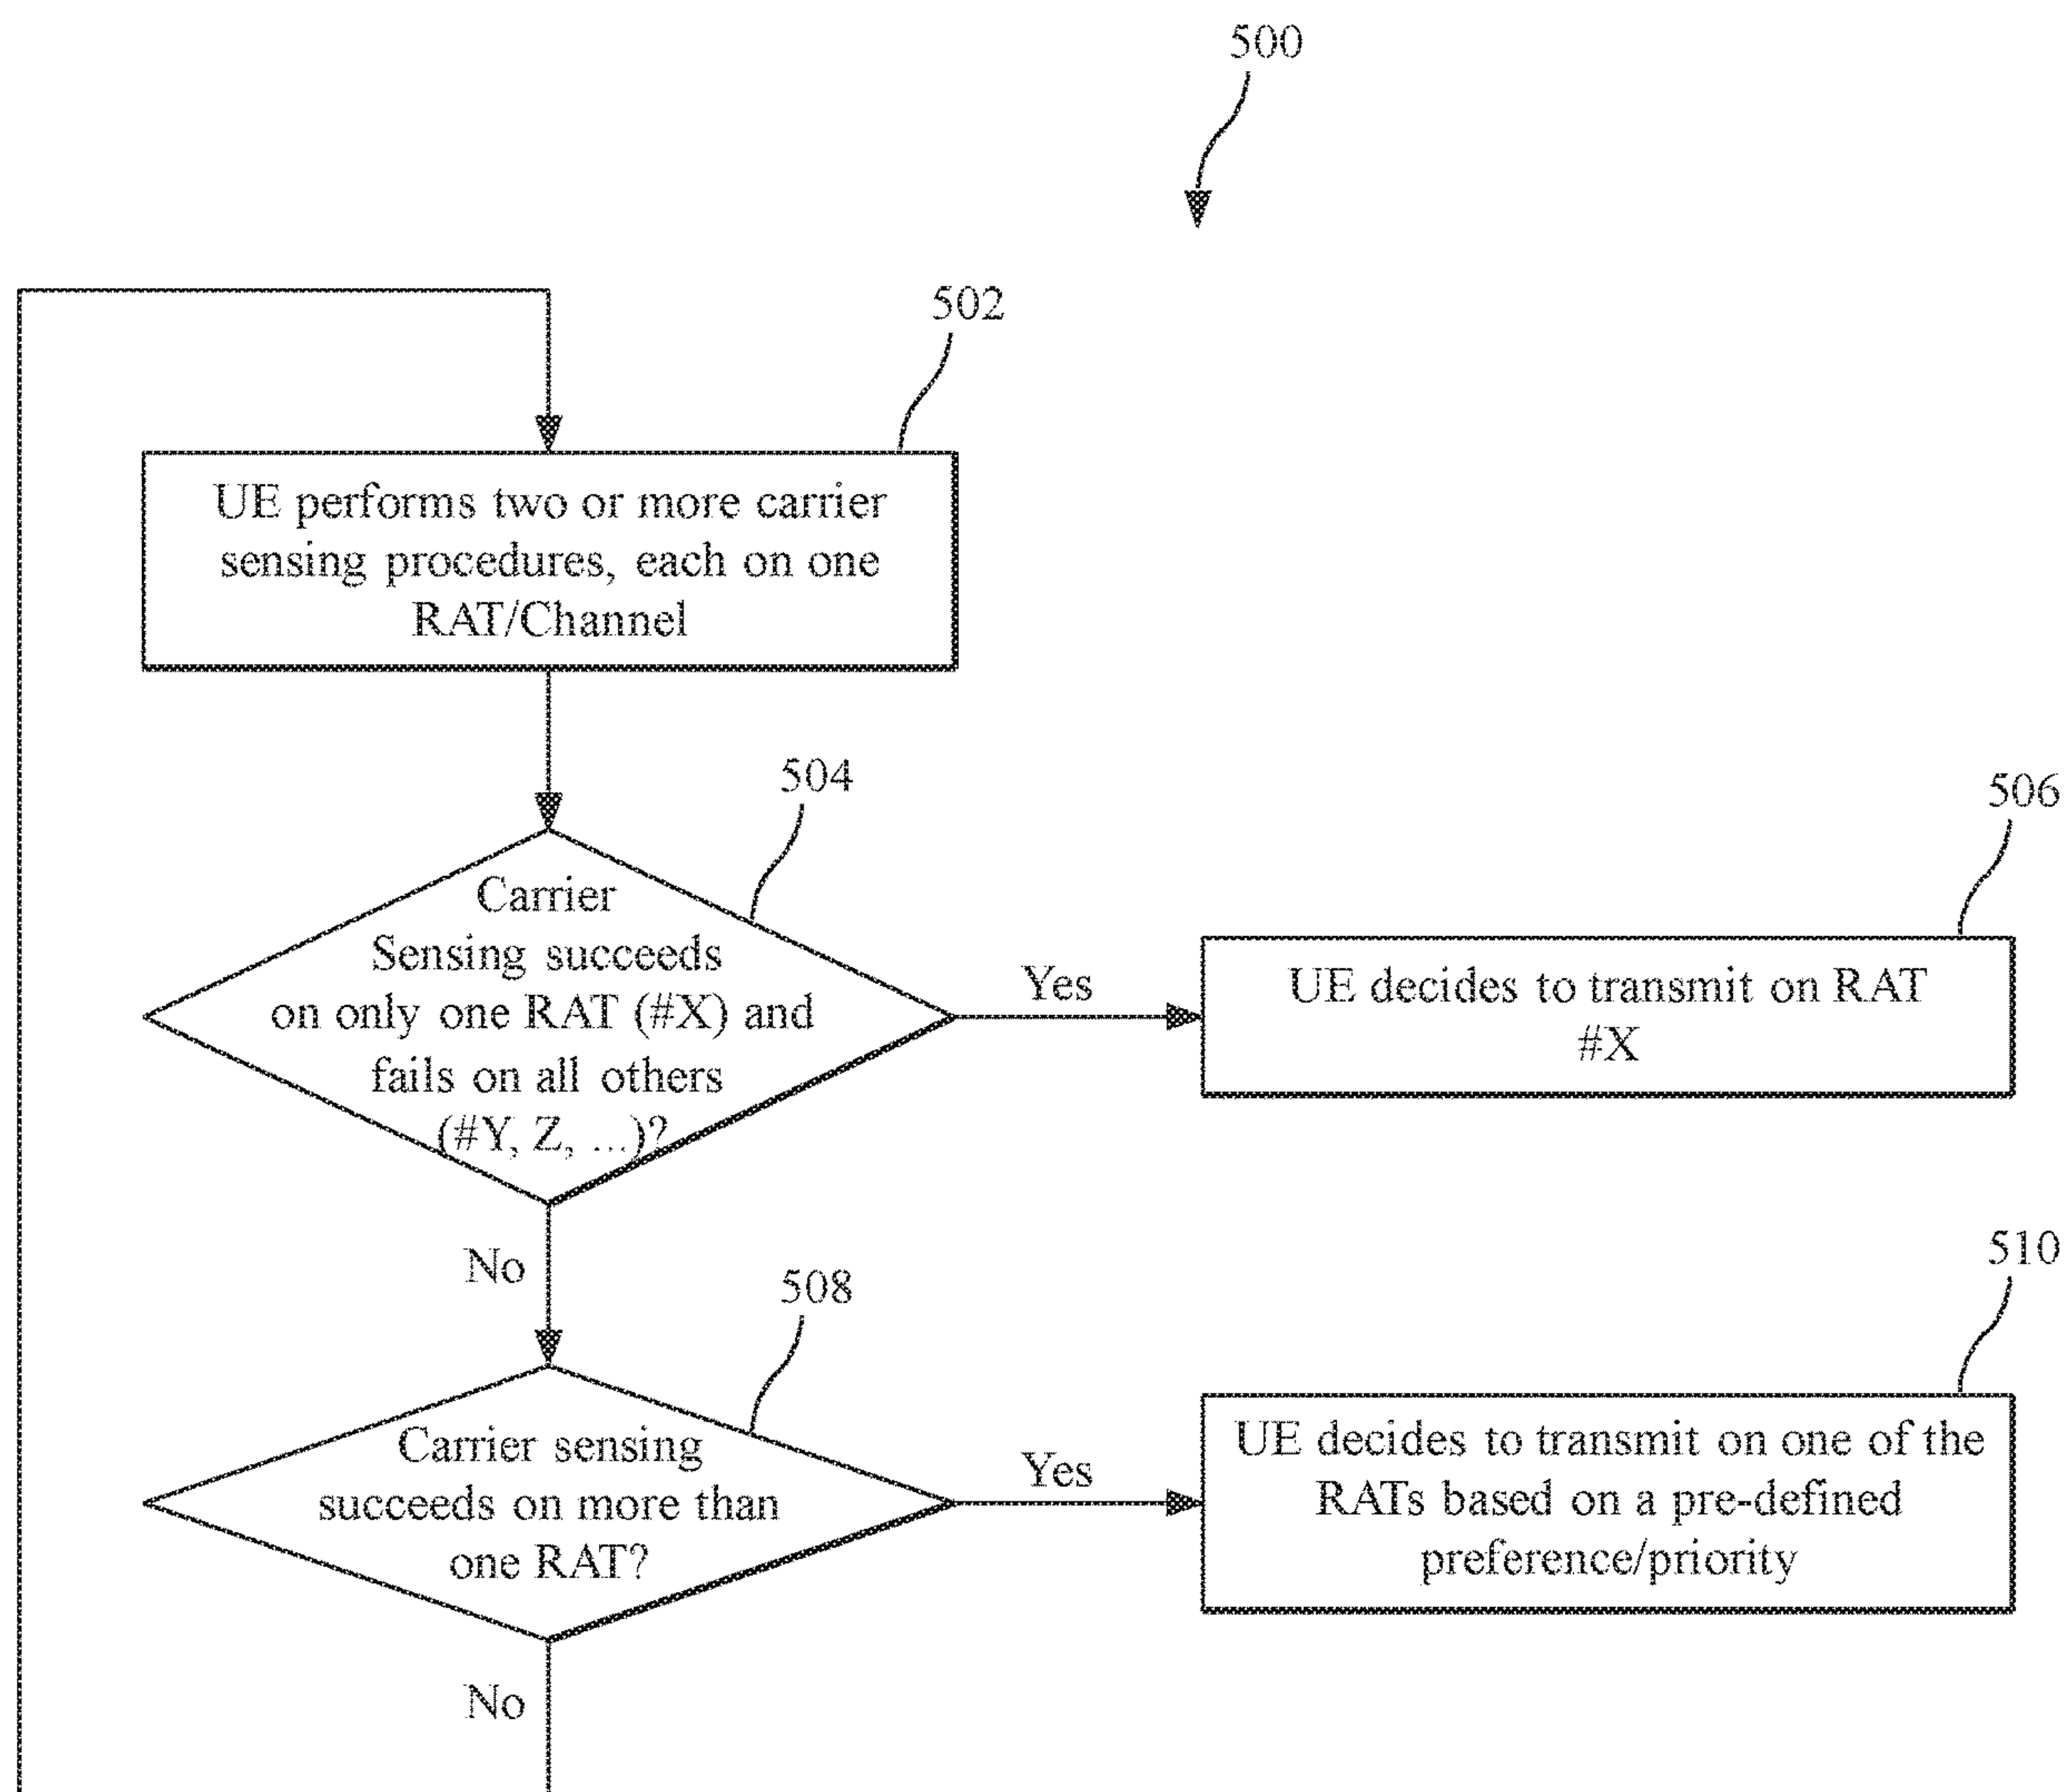 500
502
UE performs two or more carrier
sensing procedures, each on one
RAT/Channel
504
Carrier
Sensing succeeds
on only one RAT (#X) and
fails on all others
(#Y, Z, ...)?
Yes
506
UE decides to transmit on RAT
#X
No
508
Carrier sensing
succeeds on more than
one RAT?
Yes
510
UE decides to transmit on one of the
RATs based on a pre-defined
preference/priority
No